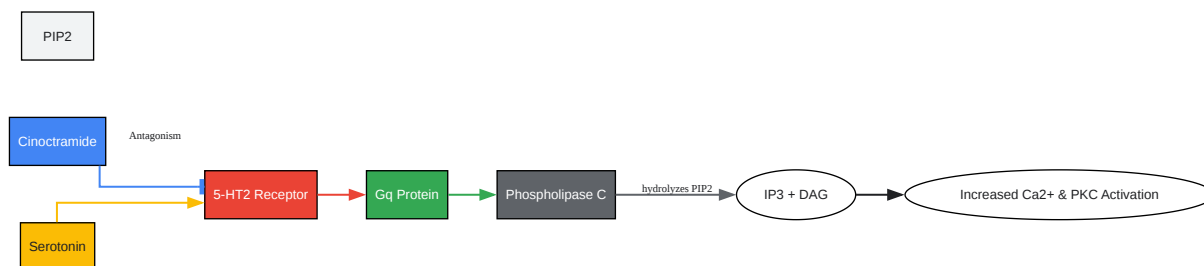 PIP2
Cinoctramide
Antagonism
5-HT2 Receptor
Gq Protein
Phospholipase C
hydrolyzes PIP2
IP3 + DAG
Increased Ca2+ & PKC Activation
Serotonin